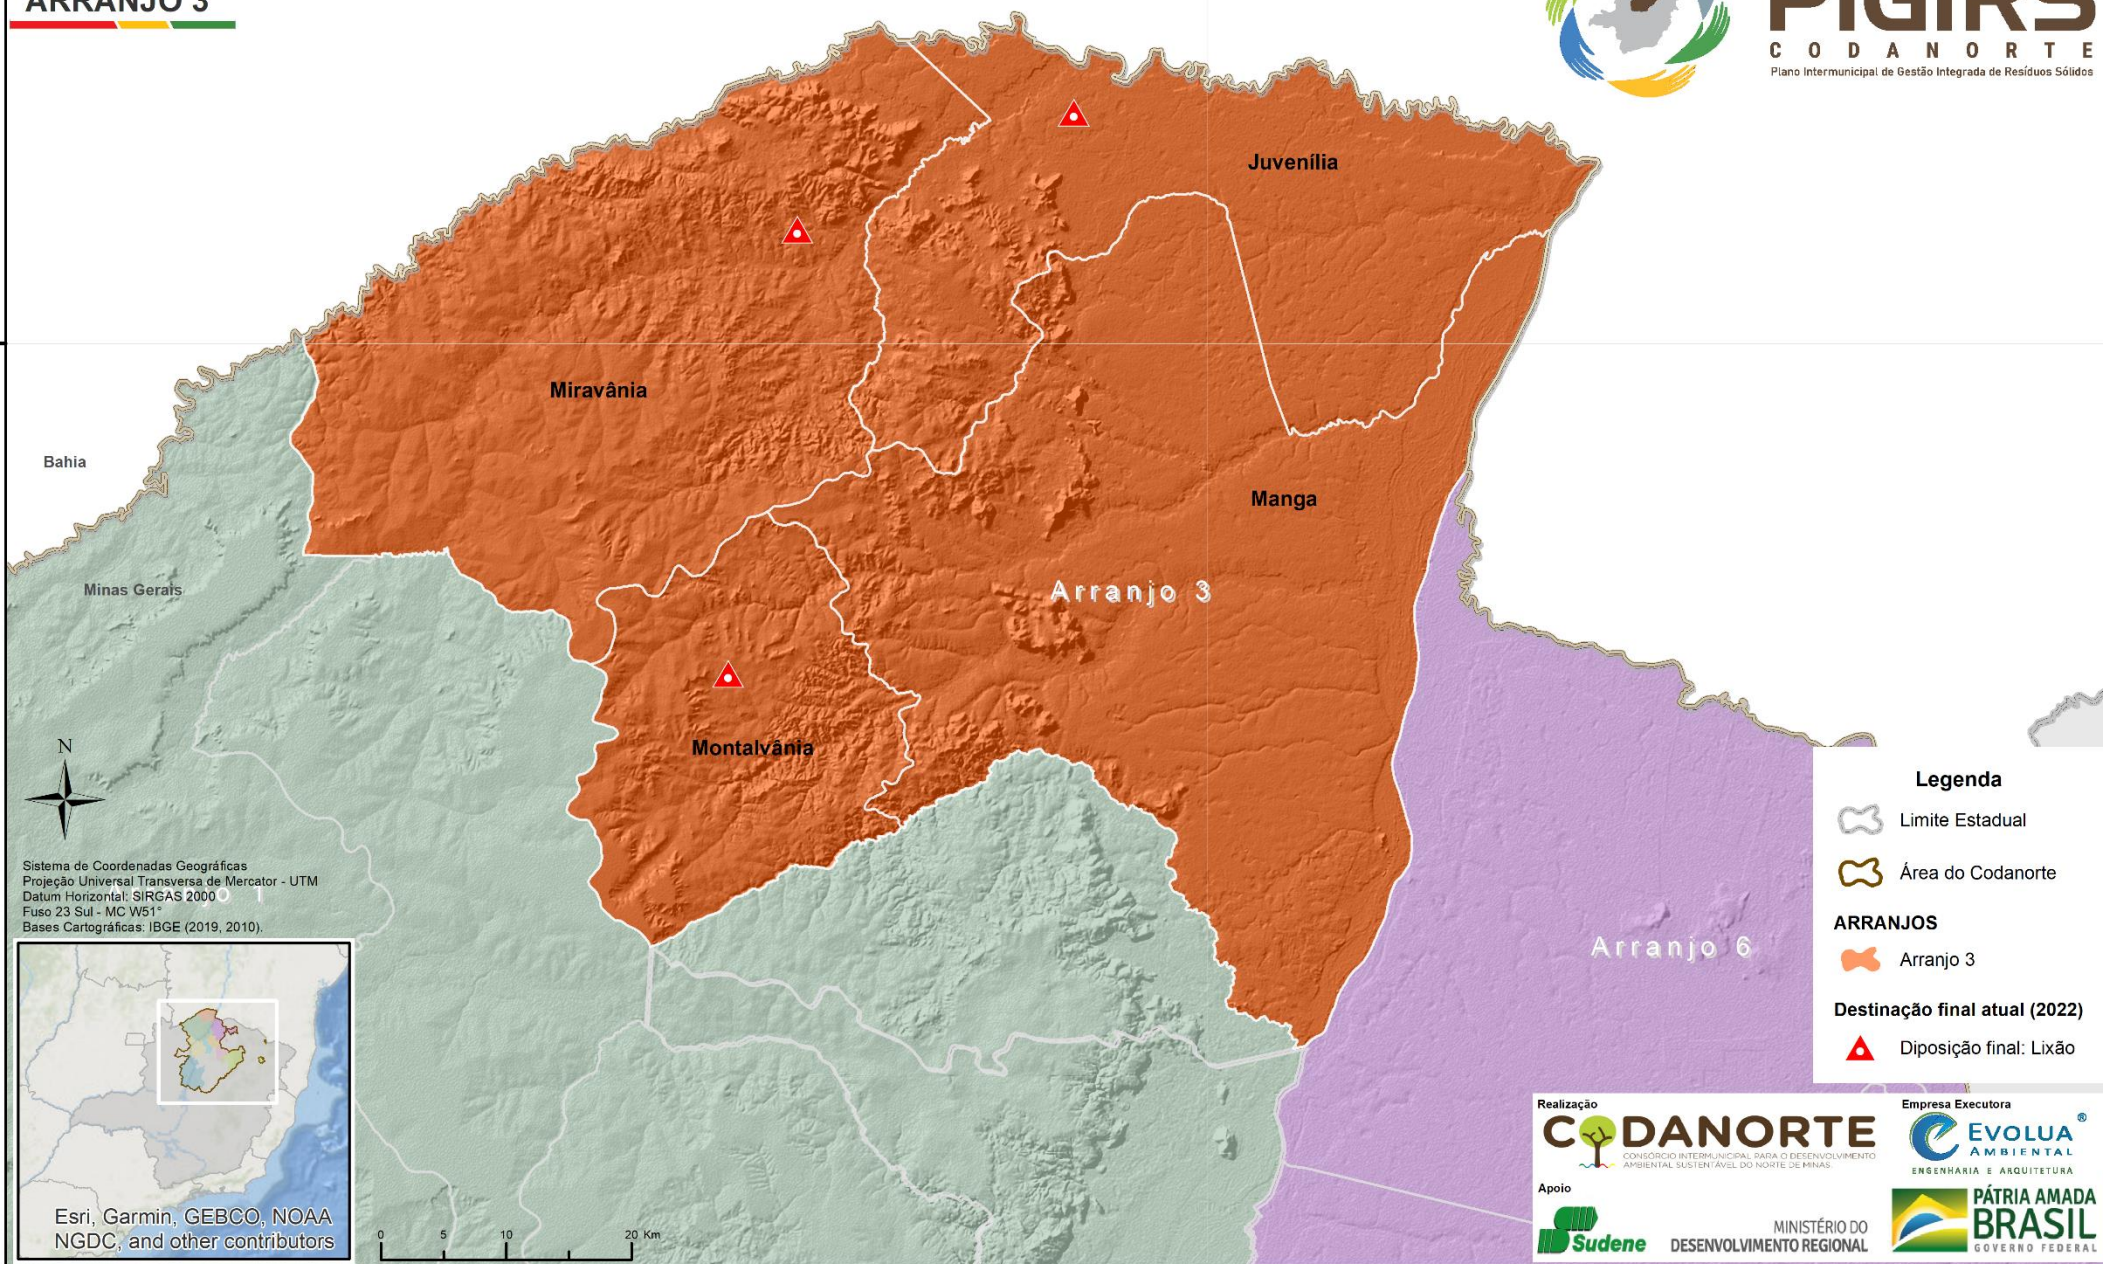 ARRANJO 3
PIGIRS
CODANORTE
Plano Intermunicipal de Gestão Integrada de Resíduos Sólidos
Juvenília
Miravânia
Bahia
Manga
Minas Gerais
Arranjo 3
Montalvânia
N
Sistema de Coordenadas Geográficas
Projeção Universal Transversa de Mercator - UTM
Datum Horizontal: SIRGAS 2000
Fuso 23 Sul - MC W51°
Bases Cartográficas: IBGE (2019, 2010).
Arranjo 1
Arranjo 6
Legenda
Limite Estadual
Área do Codanorte
ARRANJOS
Arranjo 3
Destinação final atual (2022)
Diposição final: Lixão
Esri, Garmin, GEBCO, NOAA
NGDC, and other contributors
0 5 10 20 Km
Realização
CODANORTE
CONSÓRCIO INTERMUNICIPAL PARA O DESENVOLVIMENTO
AMBIENTAL SUSTENTÁVEL DO NORTE DE MINAS
Empresa Executora
EVOLUA®
AMBIENTAL
ENGENHARIA E ARQUITETURA
Apoio
Sudene
MINISTÉRIO DO
DESENVOLVIMENTO REGIONAL
PÁTRIA AMADA
BRASIL
GOVERNO FEDERAL